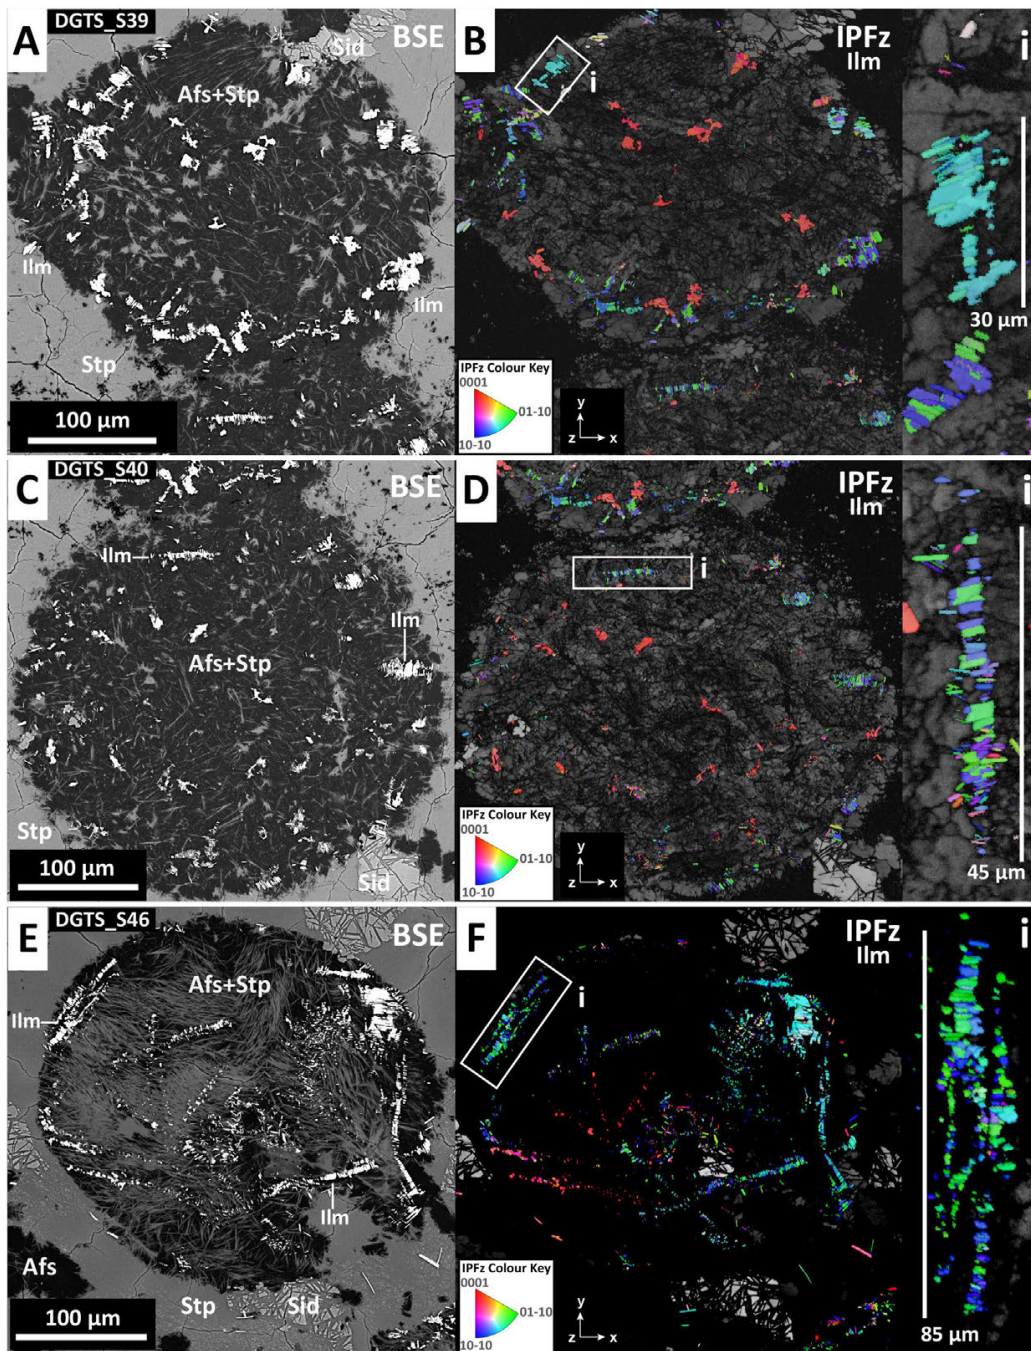 A
DGTS_S39
BSE
Sid
Afs+Stp
Ilm
Ilm
Stp
100 µm
B
i
IPFz
Ilm
IPFz Colour Key
0001
01-10
10-10
y
z
x
i
30 µm
C
DGTS_S40
BSE
Ilm
Ilm
Afs+Stp
Stp
100 µm
Sid
D
IPFz
Ilm
i
IPFz Colour Key
0001
01-10
10-10
y
z
x
i
45 µm
E
DGTS_S46
BSE
Afs+Stp
Ilm
Ilm
Afs
Stp
Sid
100 µm
F
IPFz
Ilm
i
IPFz Colour Key
0001
01-10
10-10
y
z
x
i
85 µm